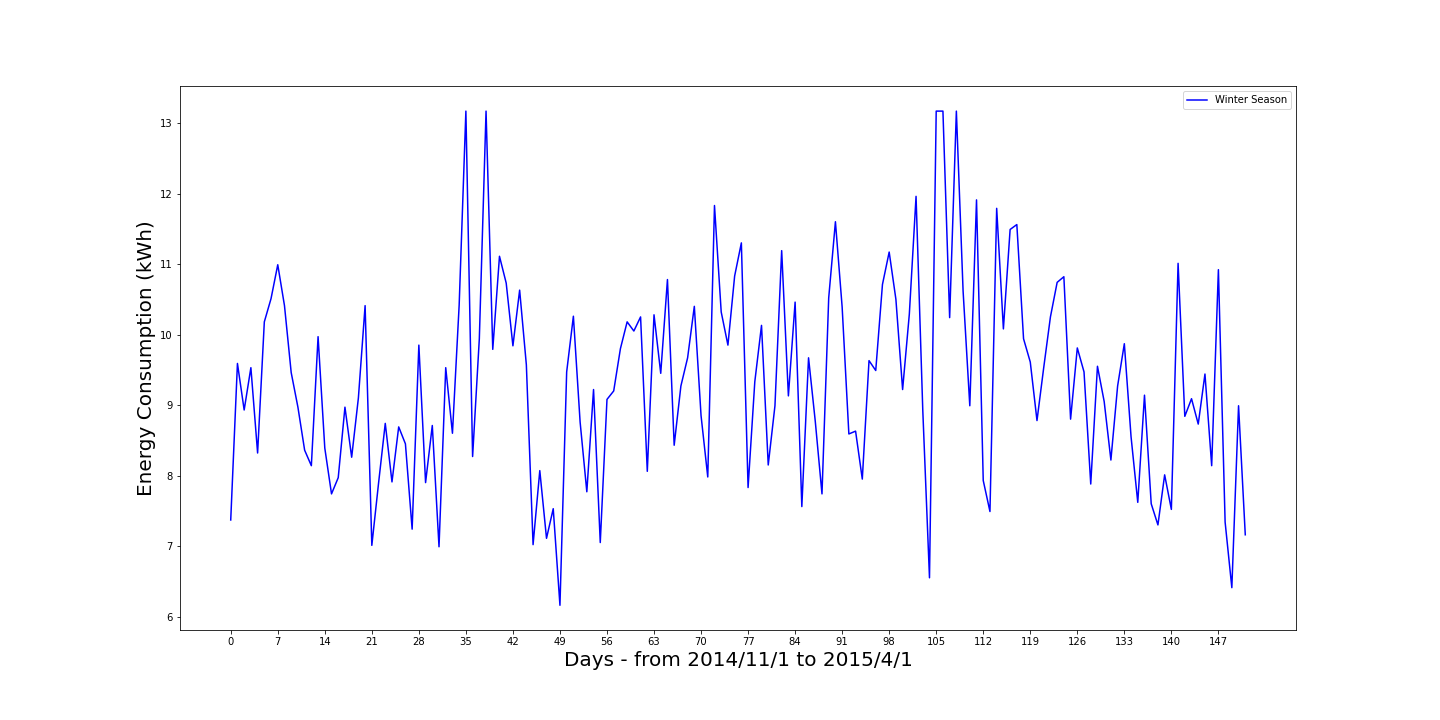 Winter Season
13
12
11
10
9
8
7
6
Energy Consumption (kWh)
0 7 14 21 28 35 42 49 56 63 70 77 84 91 98 105 112 119 126 133 140 147
Days - from 2014/11/1 to 2015/4/1